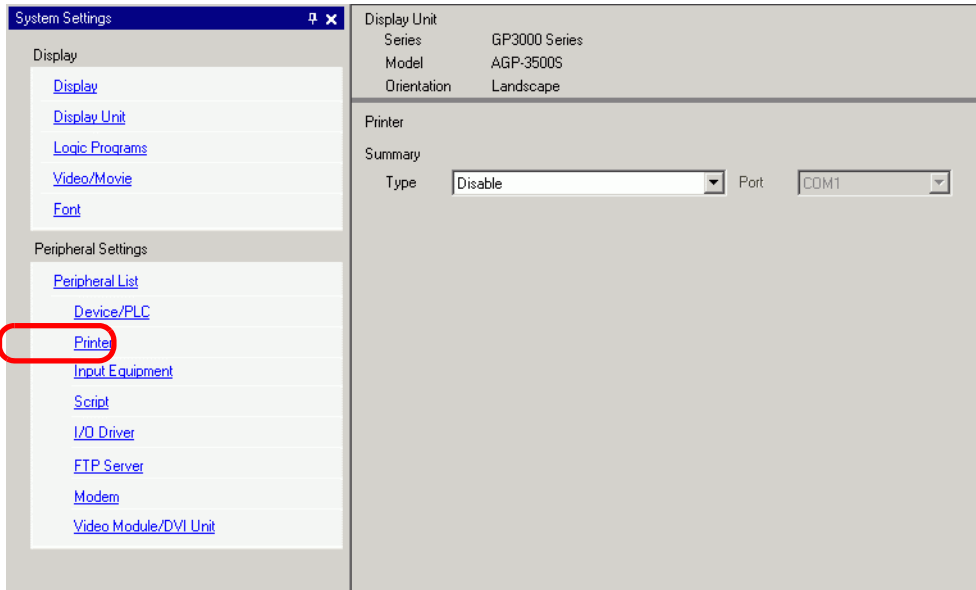 System Settings
Display
Display
Display Unit
Logic Programs
Video/Movie
Font
Peripheral Settings
Peripheral List
Device/PLC
Printer
Input Equipment
Script
I/O Driver
FTP Server
Modem
Video Module/DVI Unit
Display Unit
Series GP3000 Series
Model AGP-3500S
Orientation Landscape
Printer
Summary
Type Disable Port COM1